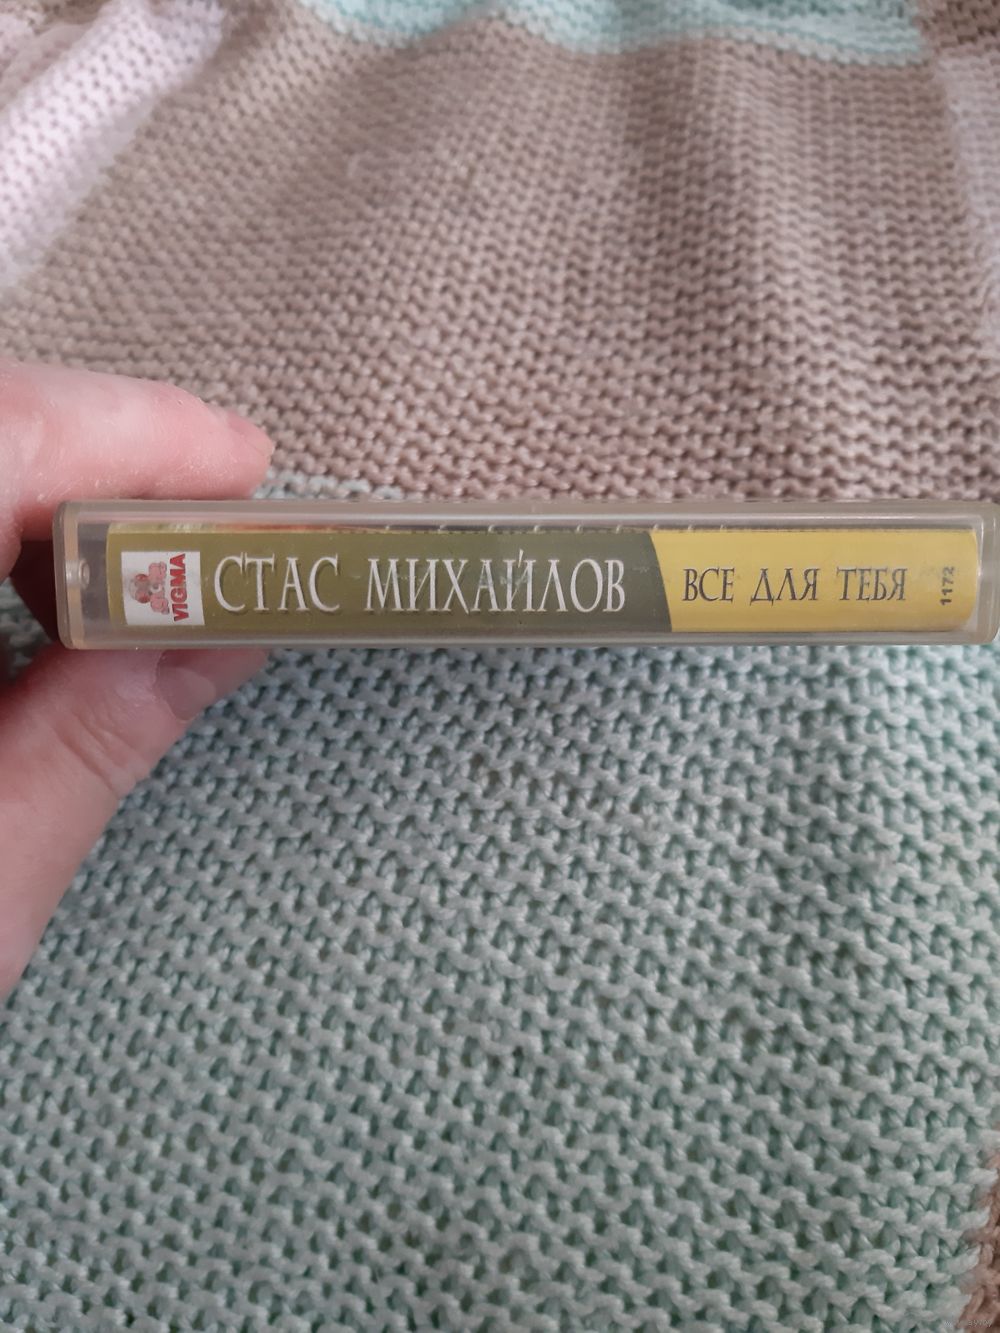 VIGMA
СТАС МИХАЙЛОВ
ВСЕ ДЛЯ ТЕБЯ
1172